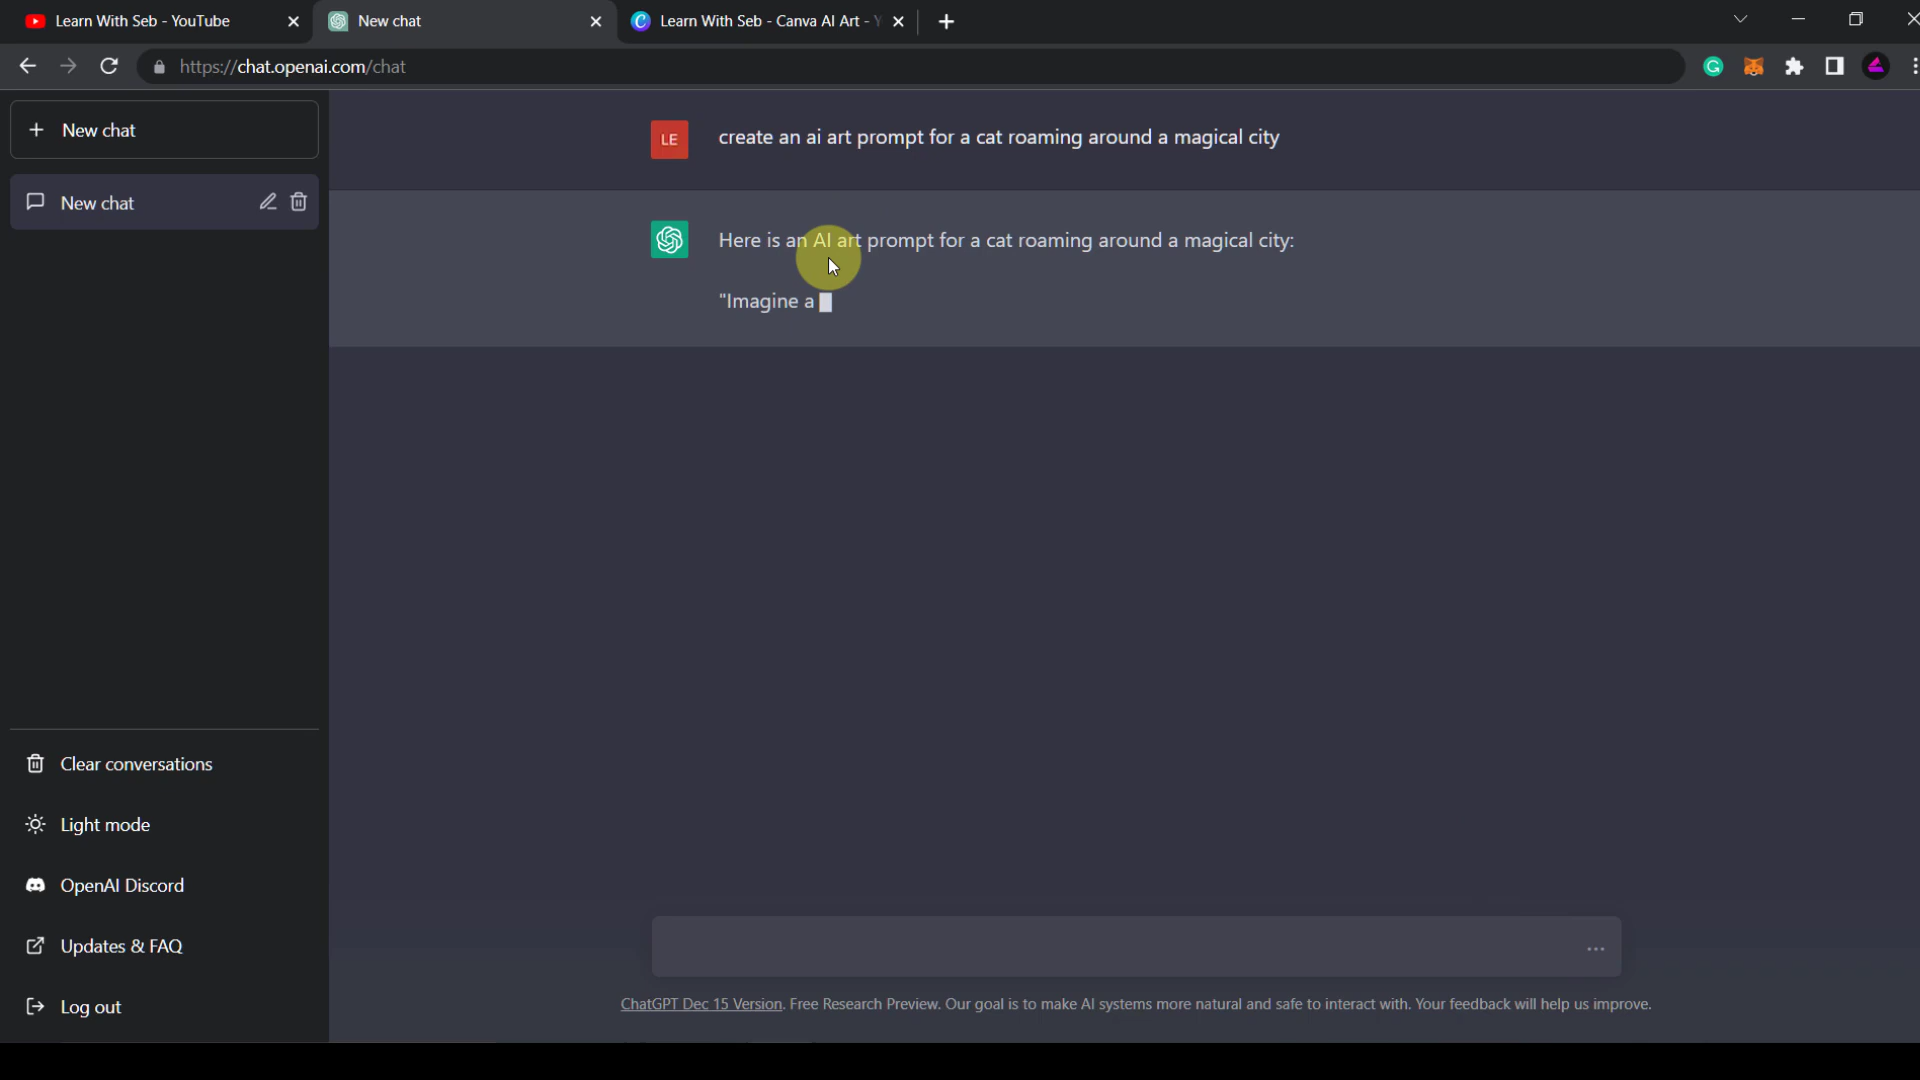 Learn With Seb - YouTube
New chat
Learn With Seb - Canva AI Art -
https://chat.openai.com/chat
New chat
New chat
LE
create an ai art prompt for a cat roaming around a magical city
Here is an AI art prompt for a cat roaming around a magical city:
"Imagine a
Clear conversations
Light mode
OpenAI Discord
Updates & FAQ
Log out
ChatGPT Dec 15 Version. Free Research Preview. Our goal is to make AI systems more natural and safe to interact with. Your feedback will help us improve.